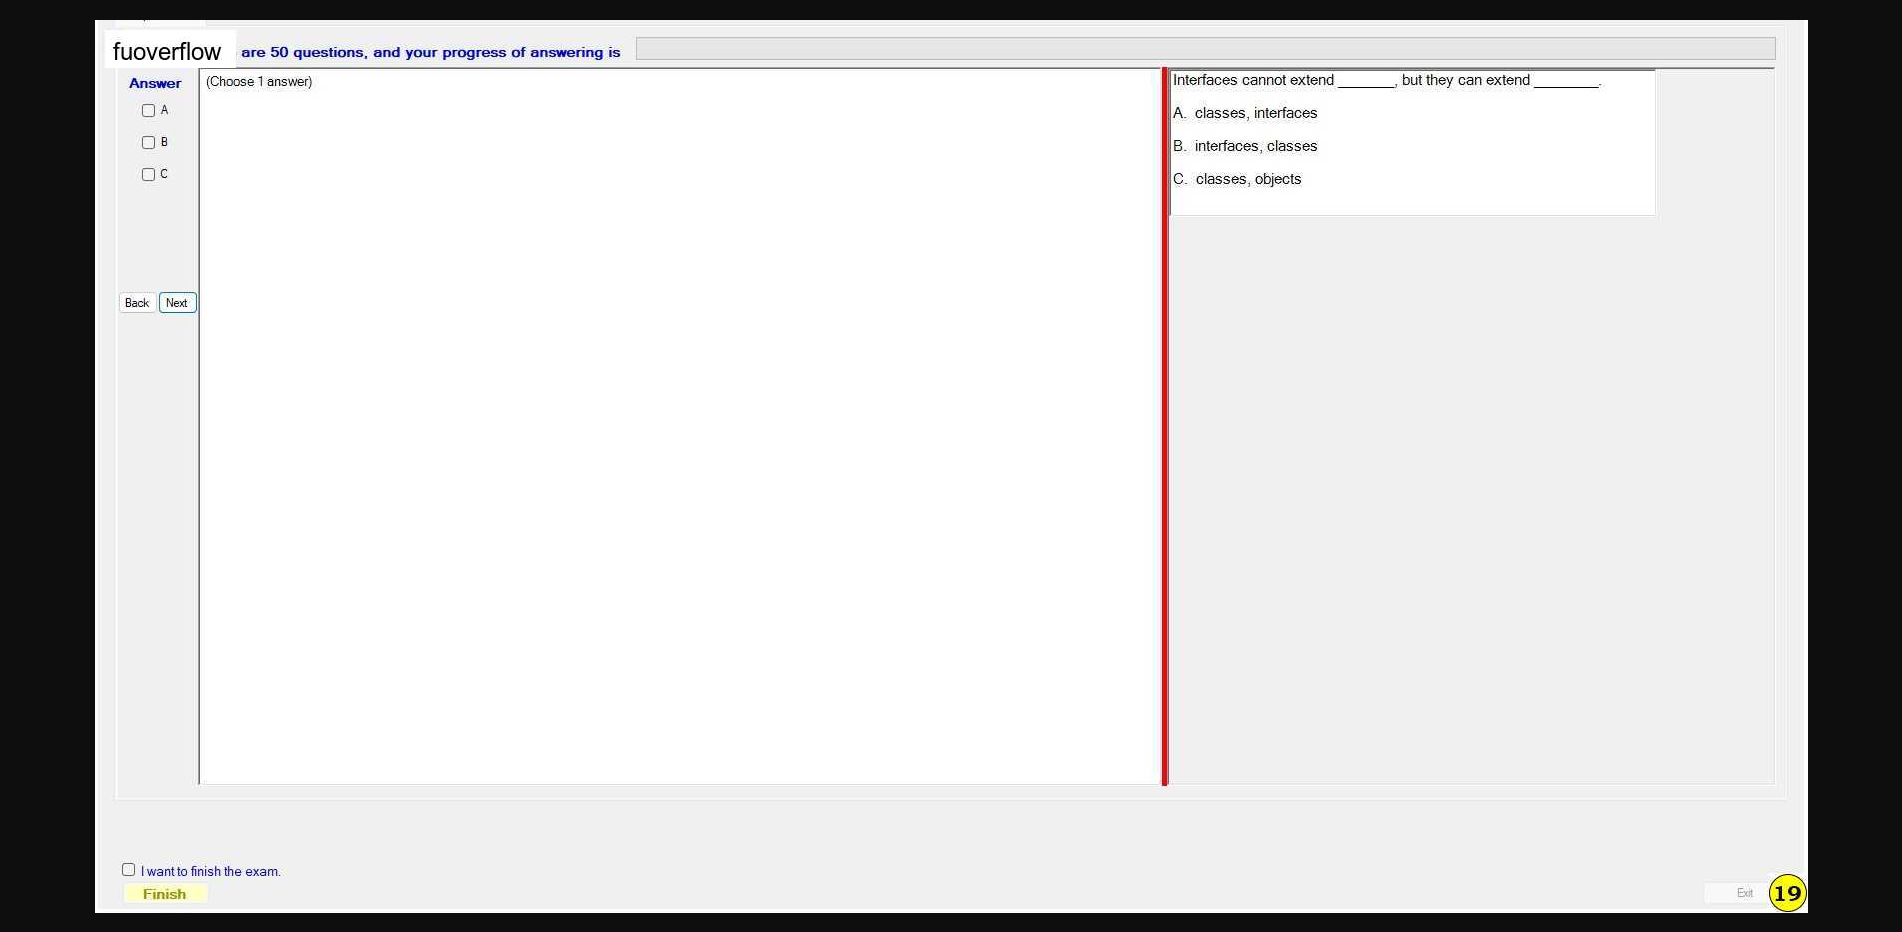 fuoverflow are 50 questions, and your progress of answering is
Answer
(Choose 1 answer)
A
B
C
Back Next
Interfaces cannot extend _______, but they can extend ________.
A. classes, interfaces
B. interfaces, classes
C. classes, objects
I want to finish the exam.
Finish
Exit
19